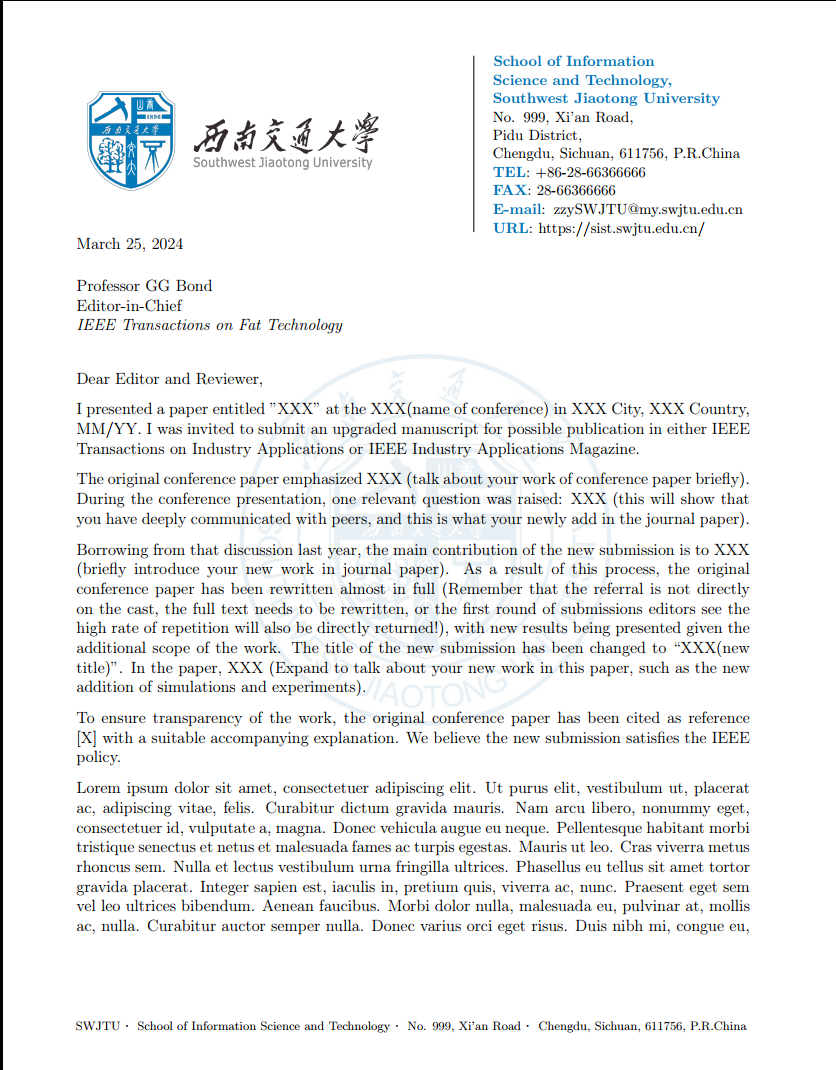 山 蕎
1896
西南交通大學
西南交通大學
Southwest Jiaotong University
School of Information
Science and Technology,
Southwest Jiaotong University
No. 999, Xi'an Road,
Pidu District,
Chengdu, Sichuan, 611756, P.R.China
TEL: +86-28-66366666
FAX: 28-66366666
E-mail: zzySWJTU@my.swjtu.edu.cn
URL: https://sist.swjtu.edu.cn/
March 25, 2024
Professor GG Bond
Editor-in-Chief
IEEE Transactions on Fat Technology
Dear Editor and Reviewer,
I presented a paper entitled ”XXX” at the XXX(name of conference) in XXX City, XXX Country,
MM/YY. I was invited to submit an upgraded manuscript for possible publication in either IEEE
Transactions on Industry Applications or IEEE Industry Applications Magazine.
The original conference paper emphasized XXX (talk about your work of conference paper briefly).
During the conference presentation, one relevant question was raised: XXX (this will show that
you have deeply communicated with peers, and this is what your newly add in the journal paper).
Borrowing from that discussion last year, the main contribution of the new submission is to XXX
(briefly introduce your new work in journal paper). As a result of this process, the original
conference paper has been rewritten almost in full (Remember that the referral is not directly
on the cast, the full text needs to be rewritten, or the first round of submissions editors see the
high rate of repetition will also be directly returned!), with new results being presented given the
additional scope of the work. The title of the new submission has been changed to “XXX(new
title)”. In the paper, XXX (Expand to talk about your new work in this paper, such as the new
addition of simulations and experiments).
To ensure transparency of the work, the original conference paper has been cited as reference
[X] with a suitable accompanying explanation. We believe the new submission satisfies the IEEE
policy.
Lorem ipsum dolor sit amet, consectetuer adipiscing elit. Ut purus elit, vestibulum ut, placerat
ac, adipiscing vitae, felis. Curabitur dictum gravida mauris. Nam arcu libero, nonummy eget,
consectetuer id, vulputate a, magna. Donec vehicula augue eu neque. Pellentesque habitant morbi
tristique senectus et netus et malesuada fames ac turpis egestas. Mauris ut leo. Cras viverra metus
rhoncus sem. Nulla et lectus vestibulum urna fringilla ultrices. Phasellus eu tellus sit amet tortor
gravida placerat. Integer sapien est, iaculis in, pretium quis, viverra ac, nunc. Praesent eget sem
vel leo ultrices bibendum. Aenean faucibus. Morbi dolor nulla, malesuada eu, pulvinar at, mollis
ac, nulla. Curabitur auctor semper nulla. Donec varius orci eget risus. Duis nibh mi, congue eu,
SWJTU · School of Information Science and Technology · No. 999, Xi'an Road · Chengdu, Sichuan, 611756, P.R.China